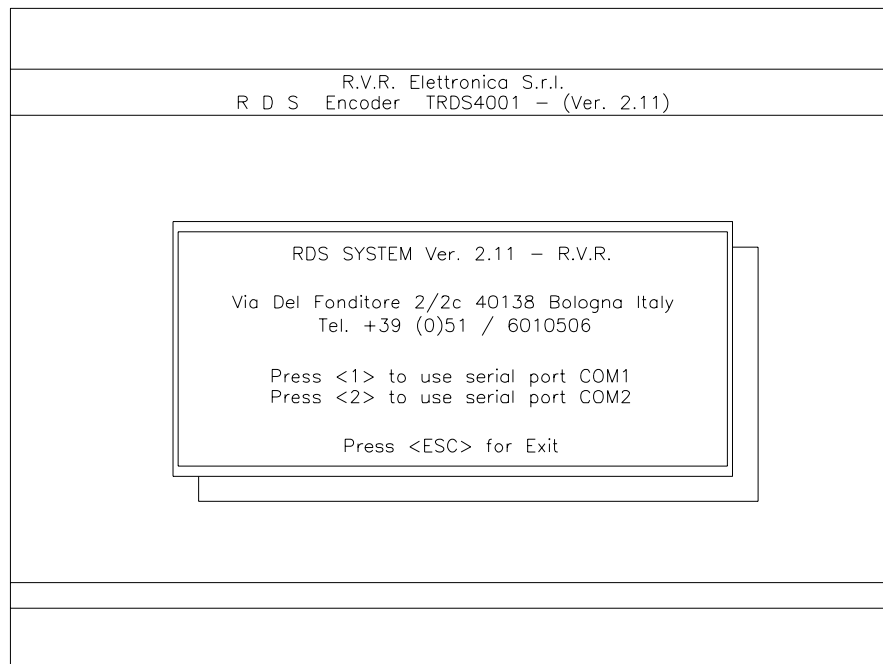 R.V.R. Elettronica S.r.l.
R D S Encoder TRDS4001 - (Ver. 2.11)
RDS SYSTEM Ver. 2.11 - R.V.R.
Via Del Fonditore 2/2c 40138 Bologna Italy
Tel. +39 (0)51 / 6010506
Press <1> to use serial port COM1
Press <2> to use serial port COM2
Press <ESC> for Exit